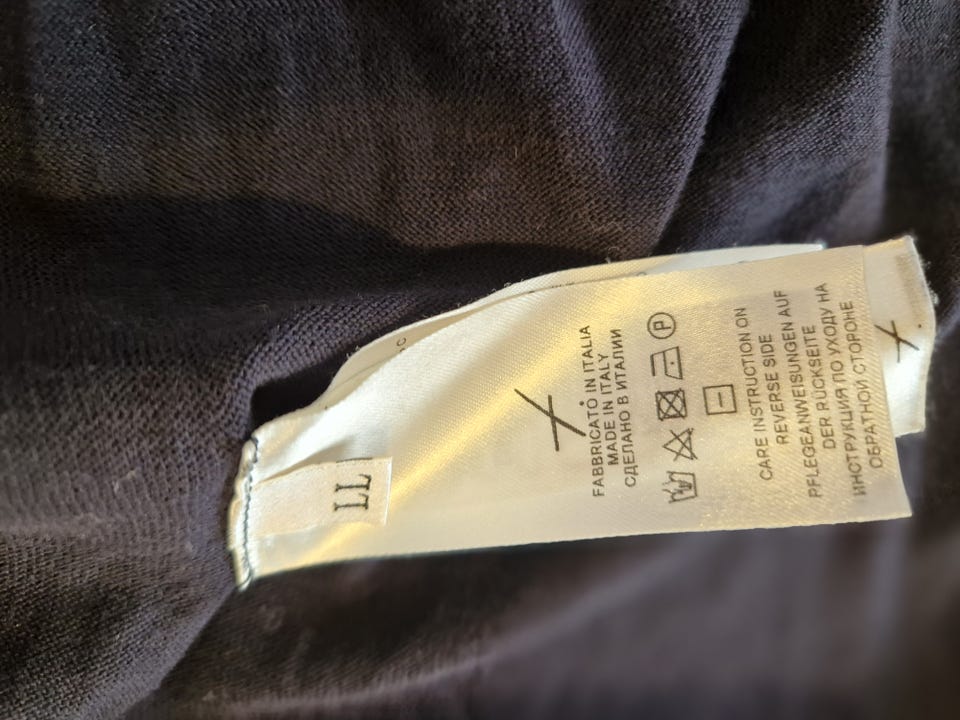 LL
FABBRICATO IN ITALIA
MADE IN ITALY
СДЕЛАНО В ИТАЛИИ
P
CARE INSTRUCTION ON
REVERSE SIDE
PFLEGEANWEISUNGEN AUF
DER RÜCKSEITE
ИНСТРУКЦИЯ ПО УХОДУ НА
ОБРАТНОЙ СТОРОНЕ